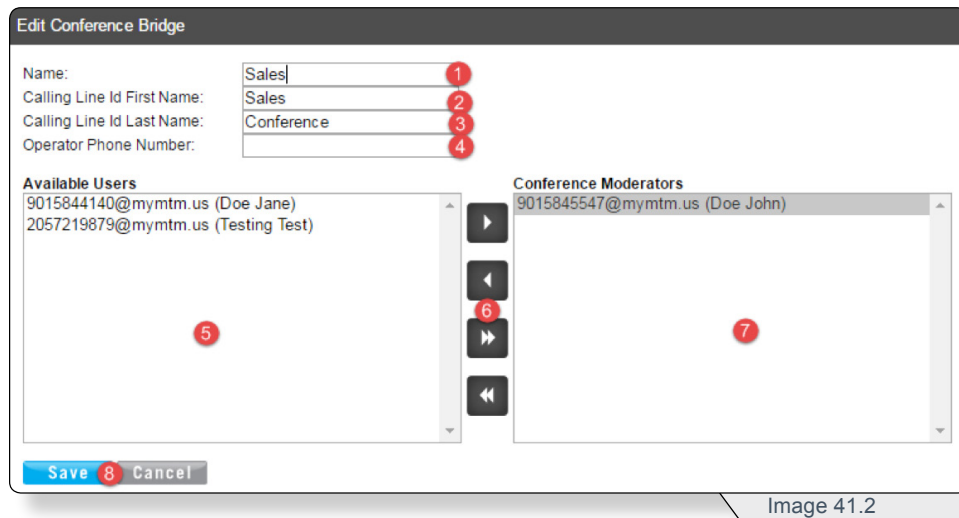 Edit Conference Bridge
Name: Sales 1
Calling Line Id First Name: Sales 2
Calling Line Id Last Name: Conference 3
Operator Phone Number: 4
Available Users
9015844140@mymtm.us (Doe Jane)
2057219879@mymtm.us (Testing Test)
5
6
Conference Moderators
9015845547@mymtm.us (Doe John)
7
Save 8 Cancel
Image 41.2